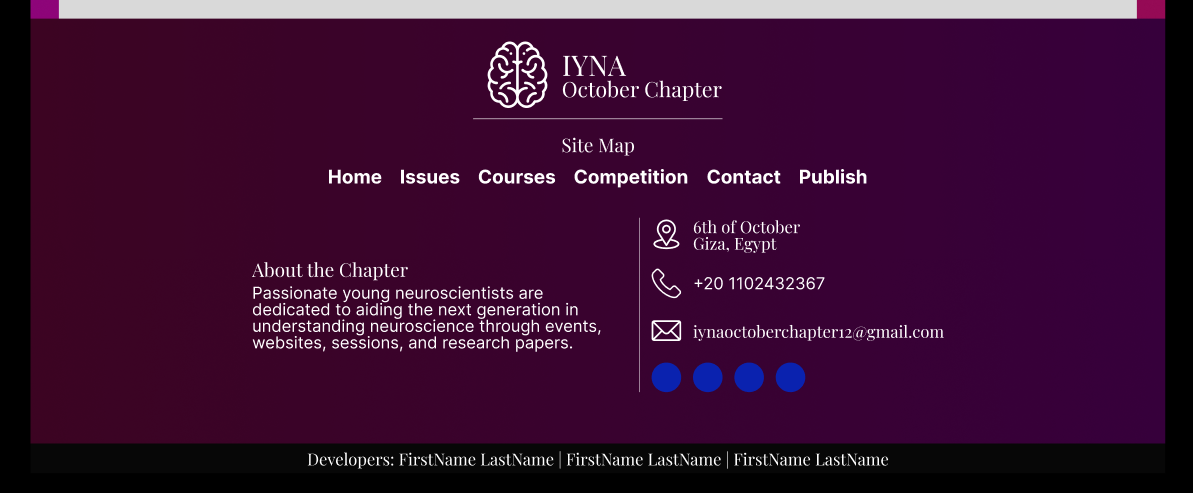 IYNA
October Chapter
Site Map
Home Issues Courses Competition Contact Publish
About the Chapter
Passionate young neuroscientists are
dedicated to aiding the next generation in
understanding neuroscience through events,
websites, sessions, and research papers.
6th of October
Giza, Egypt
+20 1102432367
iynaoctoberchapter12@gmail.com
Developers: FirstName LastName | FirstName LastName | FirstName LastName